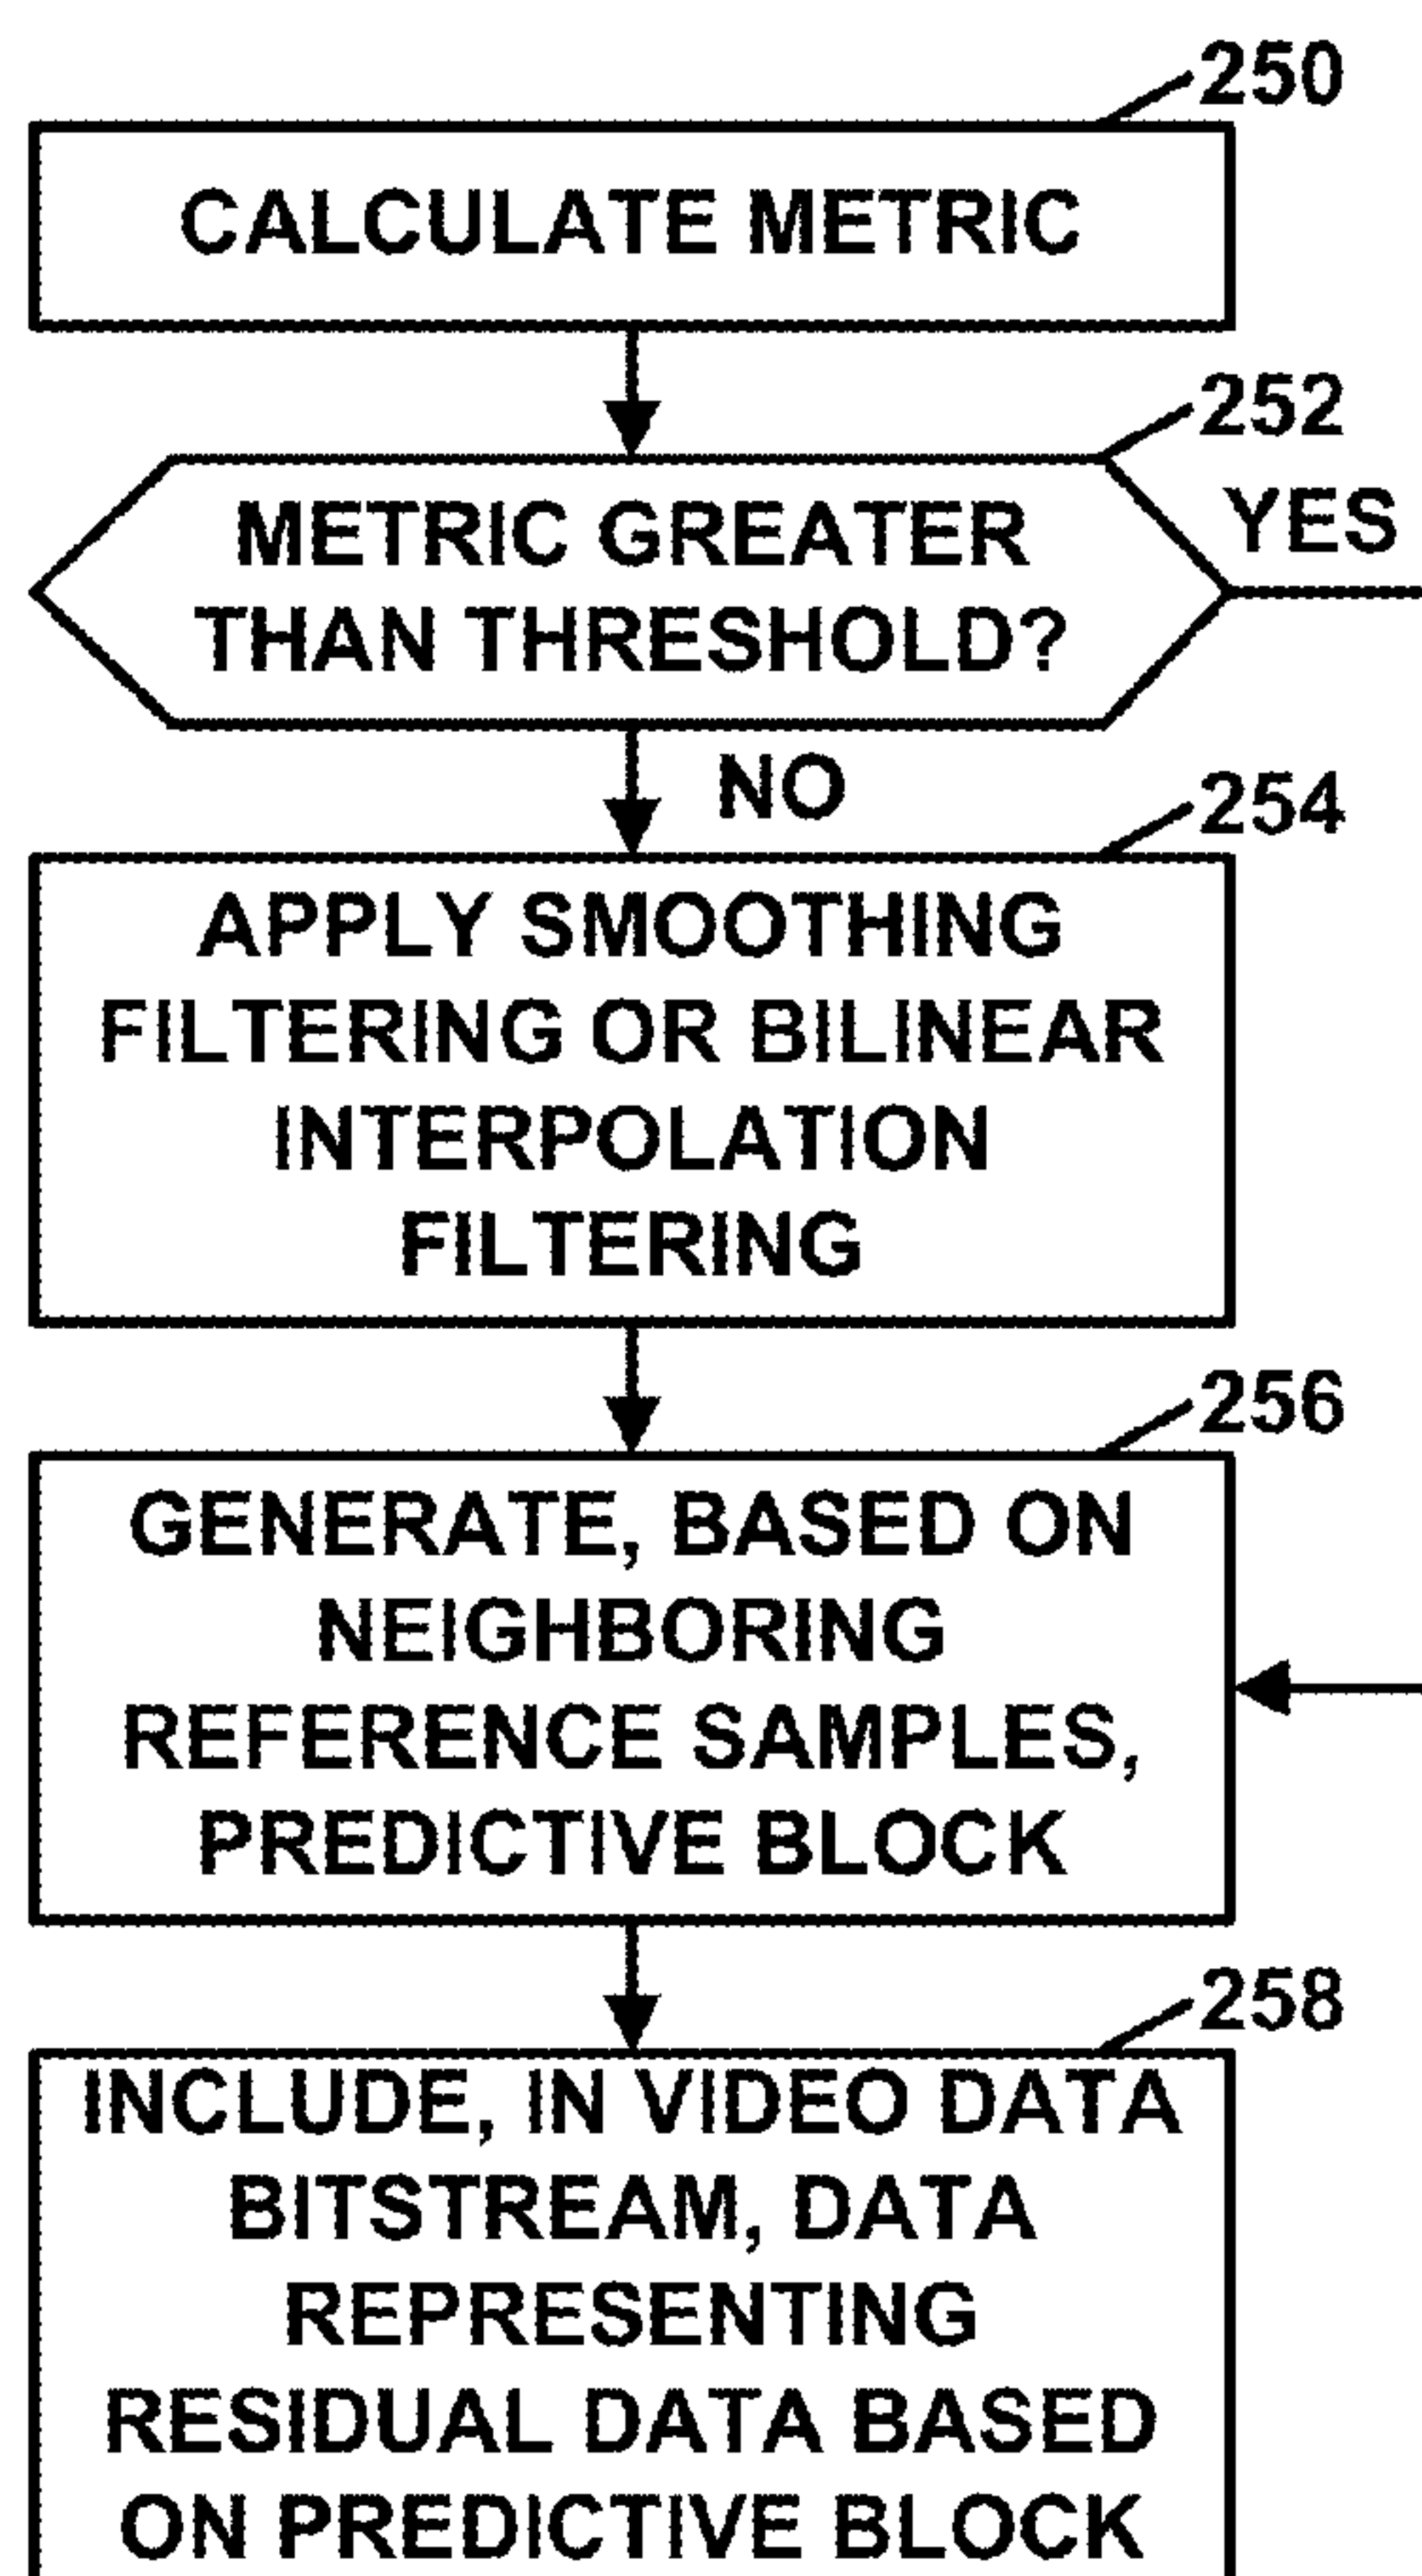 250
CALCULATE METRIC
252
METRIC GREATER
THAN THRESHOLD?
YES
NO
254
APPLY SMOOTHING
FILTERING OR BILINEAR
INTERPOLATION
FILTERING
256
GENERATE, BASED ON
NEIGHBORING
REFERENCE SAMPLES,
PREDICTIVE BLOCK
258
INCLUDE, IN VIDEO DATA
BITSTREAM, DATA
REPRESENTING
RESIDUAL DATA BASED
ON PREDICTIVE BLOCK